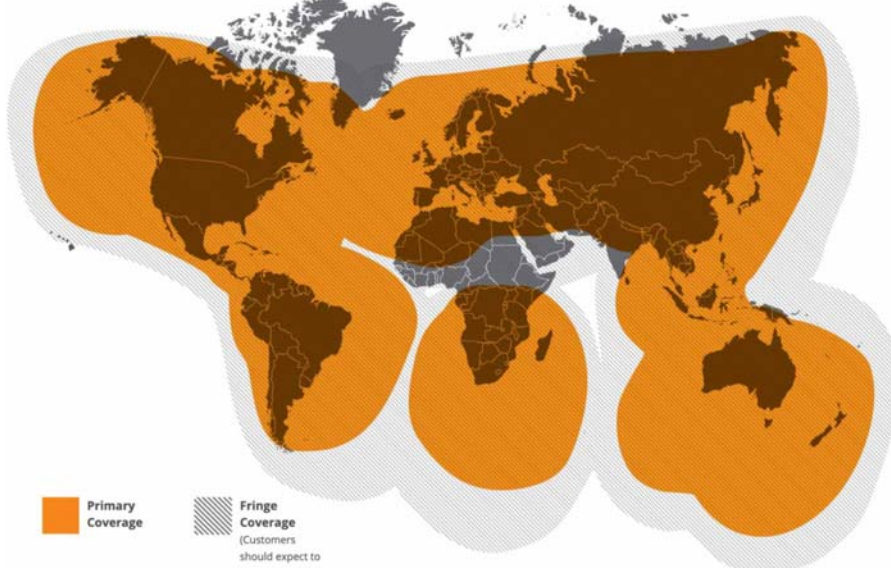 Primary
Coverage
Fringe
Coverage
(Customers
should expect to